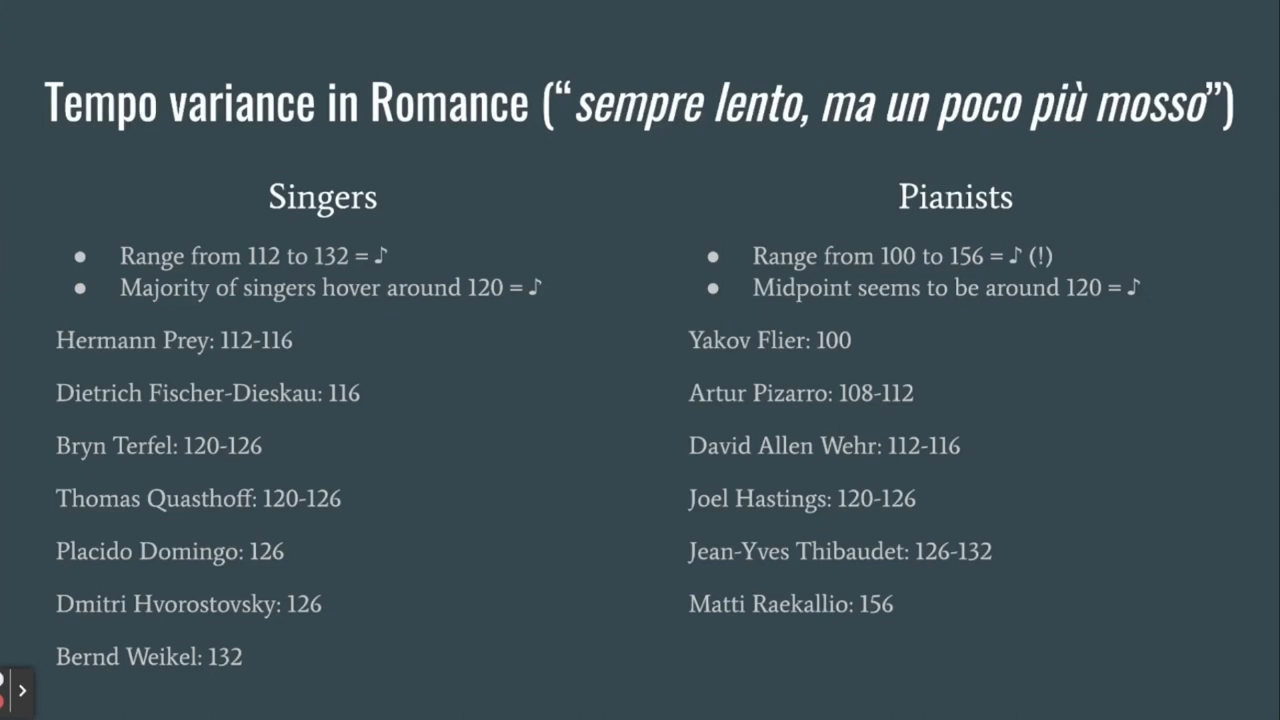 Tempo variance in Romance (“sempre lento, ma un poco più mosso”)
Singers
● Range from 112 to 132 = ♪
● Majority of singers hover around 120 = ♪
Hermann Prey: 112-116
Dietrich Fischer-Dieskau: 116
Bryn Terfel: 120-126
Thomas Quasthoff: 120-126
Placido Domingo: 126
Dmitri Hvorostovsky: 126
Bernd Weikel: 132
Pianists
● Range from 100 to 156 = ♪ (!)
● Midpoint seems to be around 120 = ♪
Yakov Flier: 100
Artur Pizarro: 108-112
David Allen Wehr: 112-116
Joel Hastings: 120-126
Jean-Yves Thibaudet: 126-132
Matti Raekallio: 156